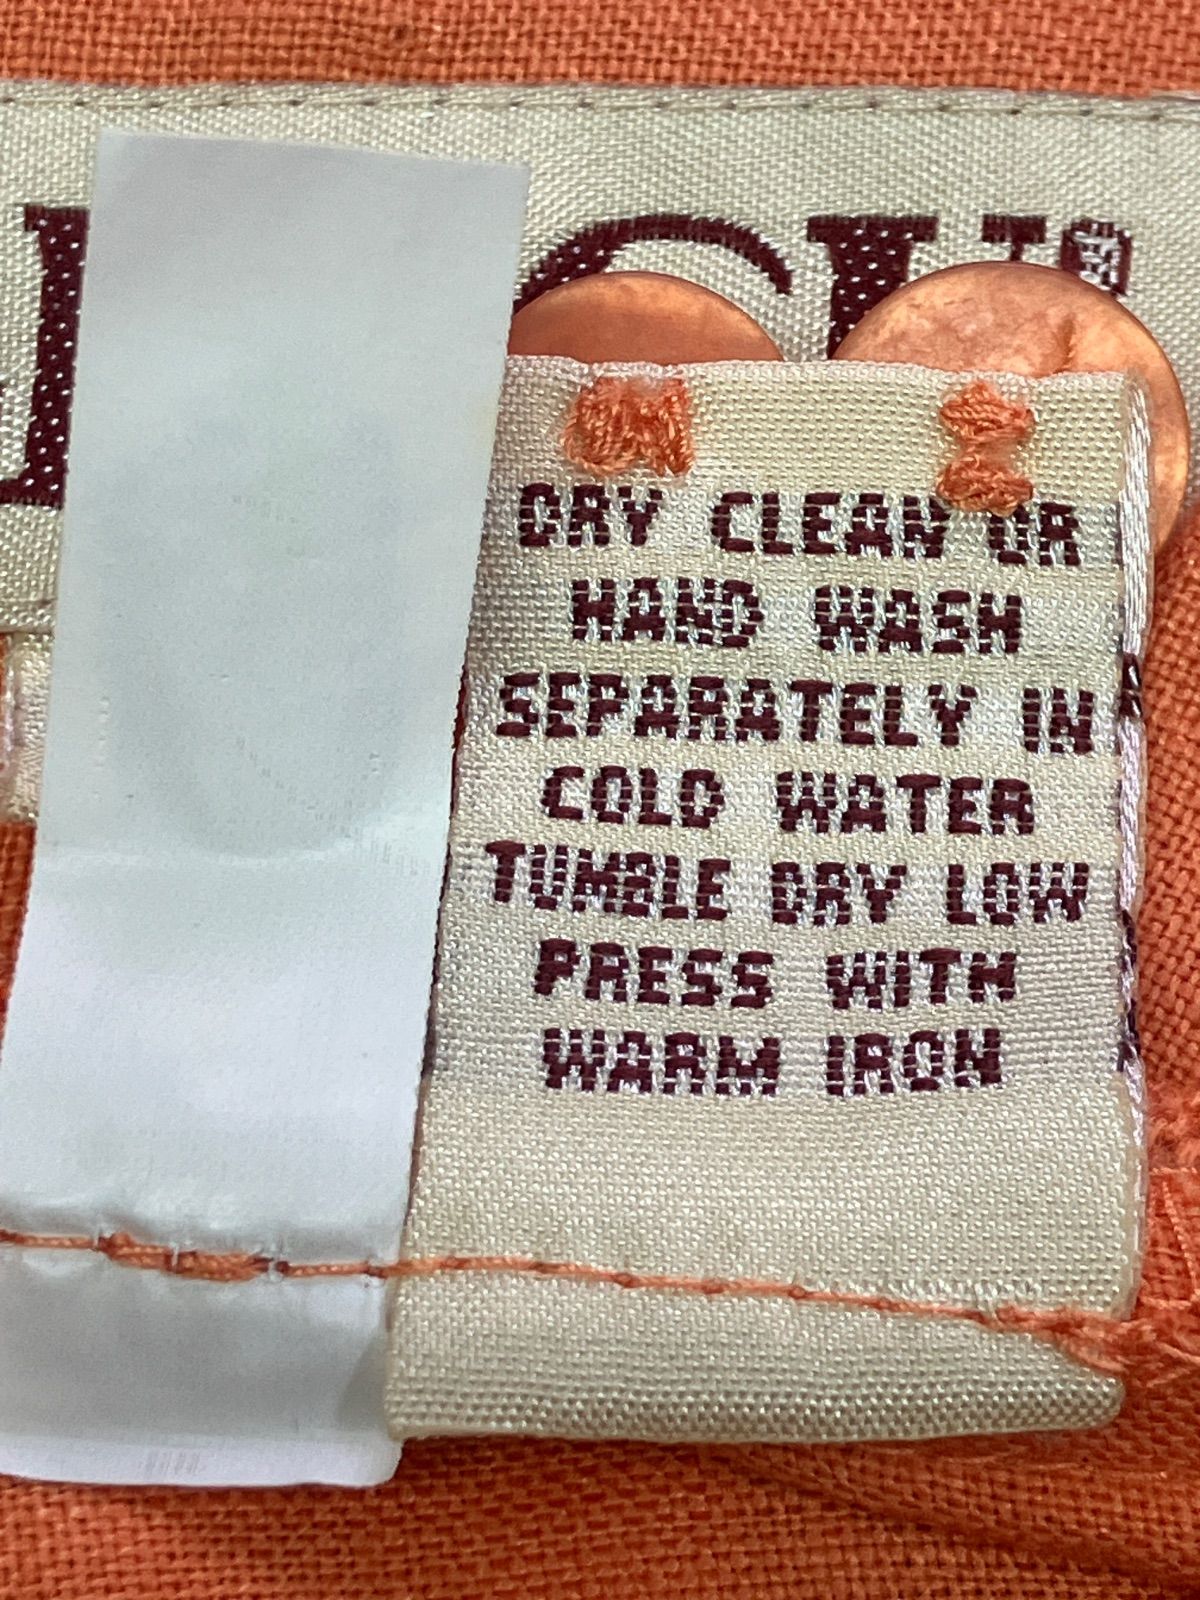 DRY CLEAN OR
HAND WASH
SEPARATELY IN
COLD WATER
TUMBLE DRY LOW
PRESS WITH
WARM IRON